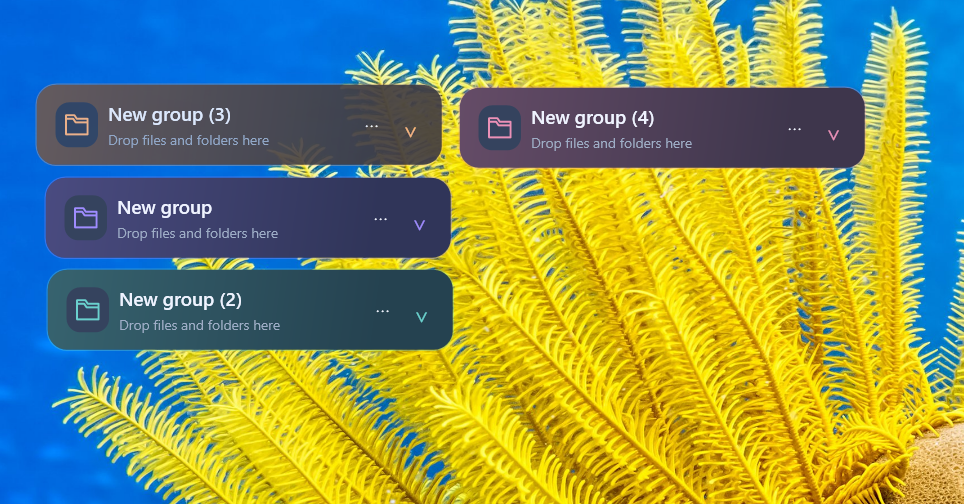 New group (3)
Drop files and folders here
...
New group (4)
Drop files and folders here
...
New group
Drop files and folders here
...
New group (2)
Drop files and folders here
...